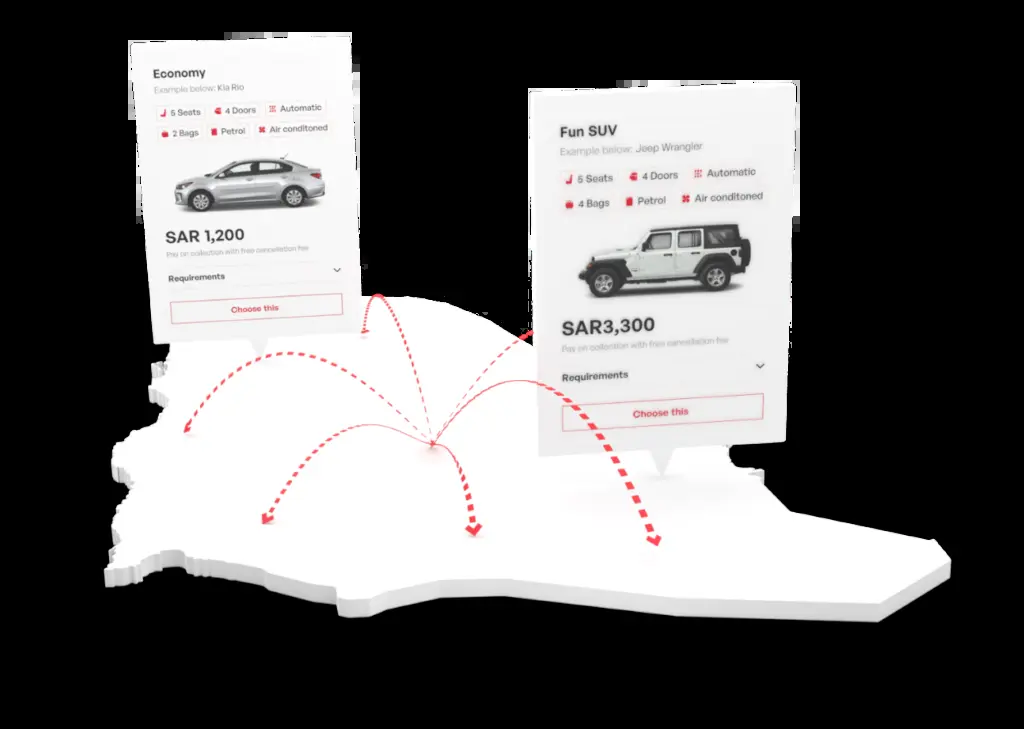 Economy
Example below: Kia Rio
5 Seats 4 Doors Automatic
2 Bags Petrol Air conditoned
SAR 1,200
Pay on collection with free cancellation fee
Requirements
Choose this
Fun SUV
Example below: Jeep Wrangler
5 Seats 4 Doors Automatic
4 Bags Petrol Air conditoned
SAR3,300
Pay on collection with free cancellation fee
Requirements
Choose this